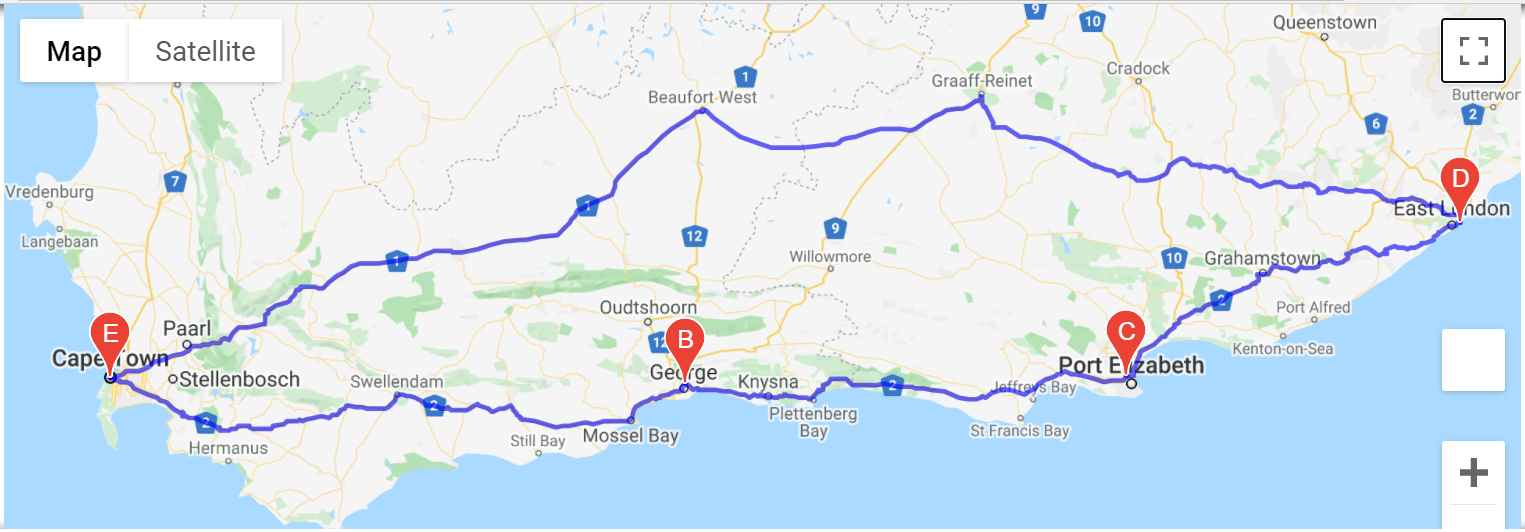 Map
Satellite
9
10
Queenstown
1
Beaufort West
Graaff-Reinet
Cradock
Butterwor
2
6
7
Vredenburg
1
D
East London
Langebaan
12
9
1
Willowmore
10
Grahamstown
2
Oudtshoorn
Port Alfred
E
Paarl
12
B
C
Kenton-on-Sea
Cape Town
George
Port Elizabeth
Stellenbosch
Swellendam
Knysna
2
Jeffreys Bay
2
2
Plettenberg
Bay
Hermanus
Still Bay
Mossel Bay
St Francis Bay
+